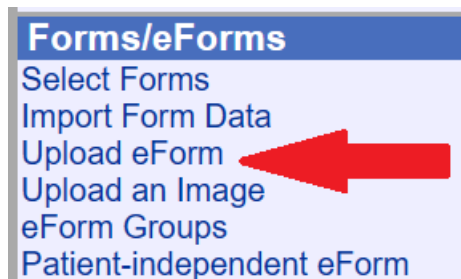 Forms/eForms
Select Forms
Import Form Data
Upload eForm
Upload an Image
eForm Groups
Patient-independent eForm